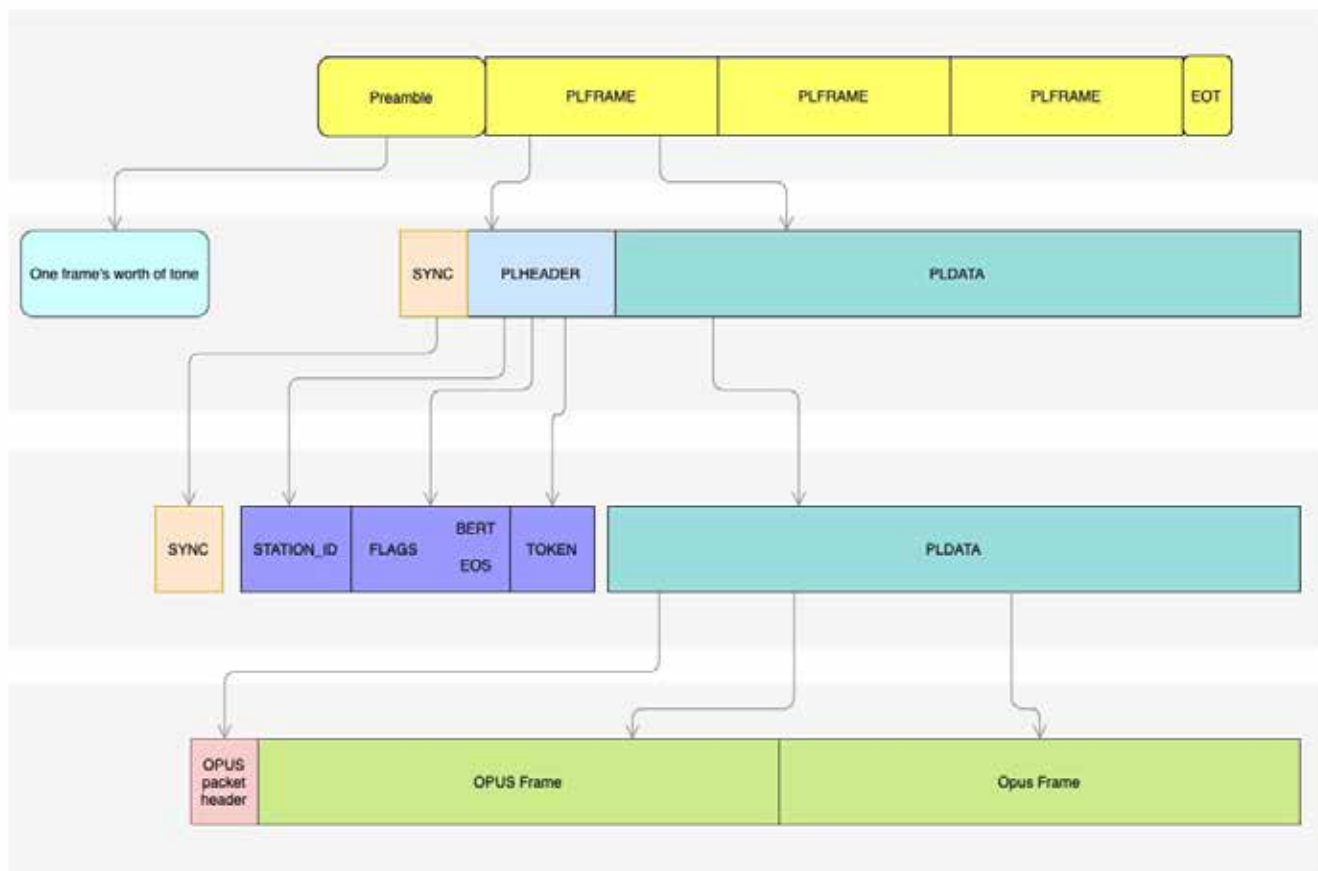 Preamble
PLFRAME
PLFRAME
PLFRAME
EOT
One frame's worth of tone
SYNC
PLHEADER
PLDATA
SYNC
STATION_ID
FLAGS
BERT
EOS
TOKEN
PLDATA
OPUS
packet
header
OPUS Frame
Opus Frame